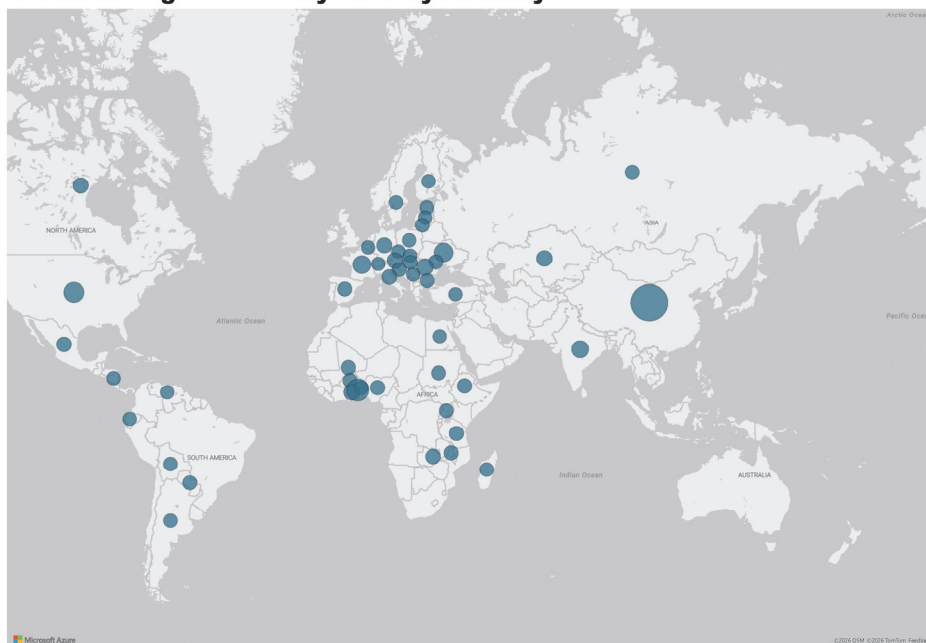 Arctic Ocea
NORTH AMERICA
ASIA
Atlantic Ocean
Pacific Ocea
AFRICA
SOUTH AMERICA
Indian Ocean
AUSTRALIA
Microsoft Azure
©2026 OSM ©2026 TomTom Feedba